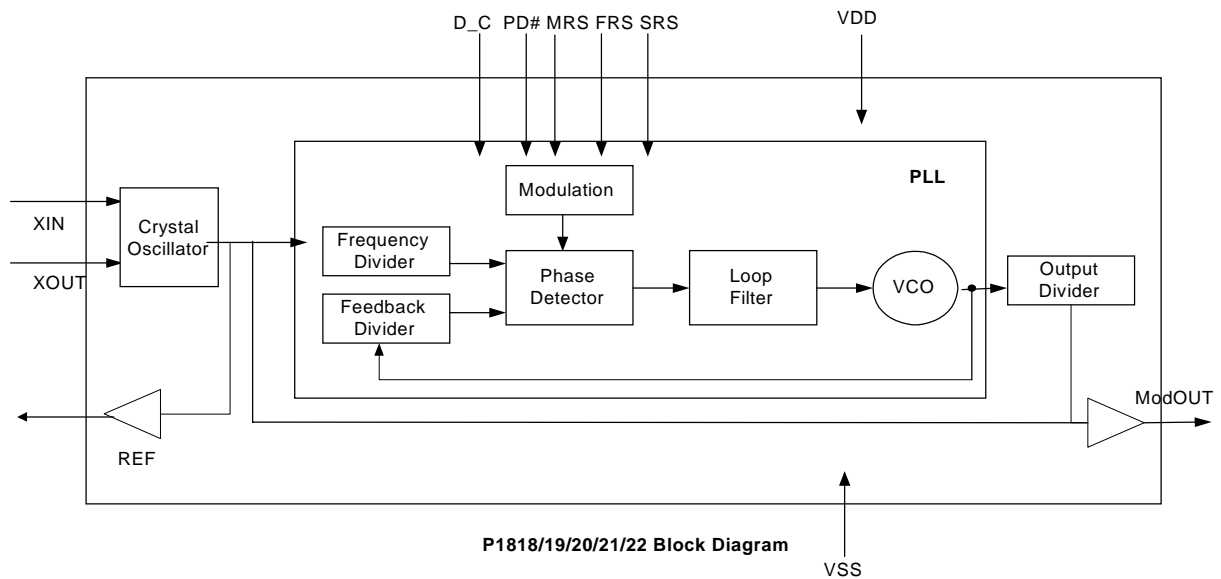 D_C PD# MRS FRS SRS
VDD
PLL
Modulation
XIN
Crystal
Oscillator
XOUT
Frequency
Divider
Feedback
Divider
Phase
Detector
Loop
Filter
VCO
Output
Divider
ModOUT
REF
P1818/19/20/21/22 Block Diagram
VSS